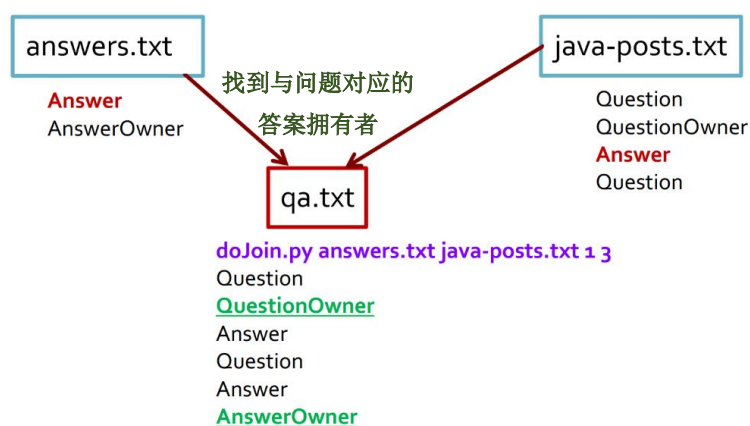 answers.txt
java-posts.txt
Answer
AnswerOwner
找到与问题对应的
答案拥有者
Question
QuestionOwner
Answer
Question
qa.txt
doJoin.py answers.txt java-posts.txt 1 3
Question
QuestionOwner
Answer
Question
Answer
AnswerOwner